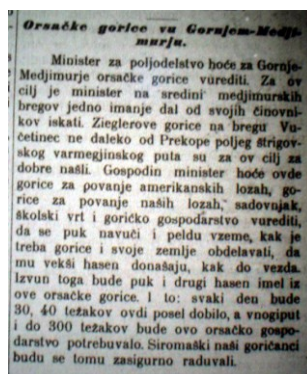 Orsačke gorice vu Gornjem-Medji-
murju.
Minister za poljodelstvo hoće za Gornje-
Medjimurje orsačke gorice vurediti. Za ov
cilj je minister na sredini medjimurskih
bregov jedno imanje dal od svojih činovni-
kov iskati. Zieglerove gorice na bregu Vu-
četinec ne daleko od Prekope poljeg štrigov-
skog varmegjinskog puta su za ov cilj za
dobre našli. Gospodin minister hoće ovde
gorice za povanje amerikanskih lozah, go-
rice za povanje naših lozah, sadovnjak,
školski vrt i goričko gospodarstvo vurediti,
da se puk navuči i peldu vzeme, kak je
treba gorice i svoje zemlje obdelavati, da
mu vekši hasen donašaju, kak do vezda.
Izvun toga bude puk i drugi hasen imel iz
ove orsačke gorice. I to: svaki den bude
30, 40 težakov ovdi posel dobilo, a vnogiput
i do 300 težakov bude ovo orsačko gospo-
darstvo potrebuvalo. Siromaški naši goričanci
budu se tomu zasigurno raduvali.